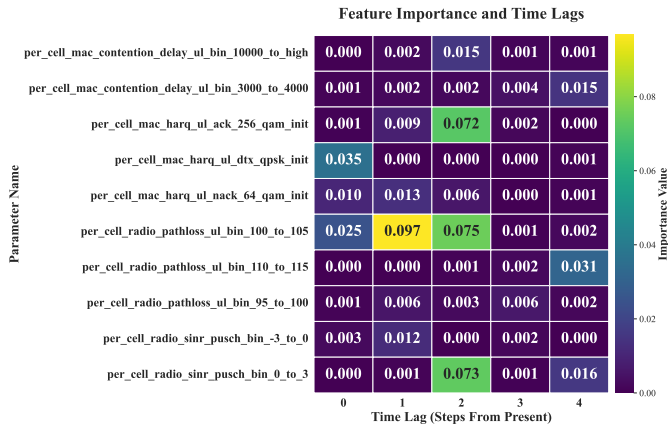 Feature Importance and Time Lags
Parameter Name
per_cell_mac_contention_delay_ul_bin_10000_to_high 0.000 0.002 0.015 0.001 0.001
per_cell_mac_contention_delay_ul_bin_3000_to_4000 0.001 0.002 0.002 0.004 0.015
per_cell_mac_harq_ul_ack_256_qam_init 0.001 0.009 0.072 0.002 0.000
per_cell_mac_harq_ul_dtx_qpsk_init 0.035 0.000 0.000 0.000 0.001
per_cell_mac_harq_ul_nack_64_qam_init 0.010 0.013 0.006 0.000 0.001
per_cell_radio_pathloss_ul_bin_100_to_105 0.025 0.097 0.075 0.001 0.002
per_cell_radio_pathloss_ul_bin_110_to_115 0.000 0.000 0.001 0.002 0.031
per_cell_radio_pathloss_ul_bin_95_to_100 0.001 0.006 0.003 0.006 0.002
per_cell_radio_sinr_pusch_bin_-3_to_0 0.003 0.012 0.000 0.002 0.000
per_cell_radio_sinr_pusch_bin_0_to_3 0.000 0.001 0.073 0.001 0.016
0 1 2 3 4
Time Lag (Steps From Present)
0.08
0.06
0.04
0.02
0.00
Importance Value